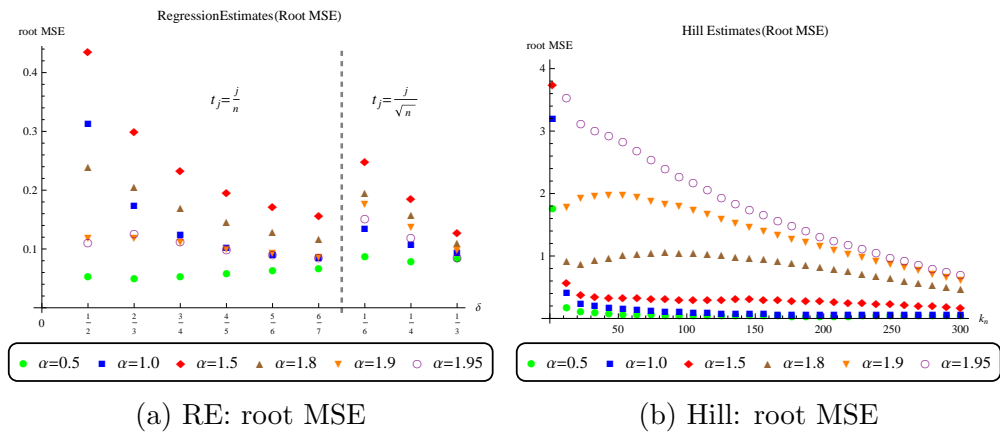 RegressionEstimates(Root MSE)
root MSE
0.4
0.3
0.2
0.1
t_j = j/n
t_j = j/√n
0
1/2
2/3
3/4
4/5
5/6
6/7
1/6
1/4
1/3
δ
α=0.5 α=1.0 α=1.5 α=1.8 α=1.9 α=1.95
(a) RE: root MSE
Hill Estimates(Root MSE)
root MSE
4
3
2
1
0
50 100 150 200 250 300
k_n
α=0.5 α=1.0 α=1.5 α=1.8 α=1.9 α=1.95
(b) Hill: root MSE